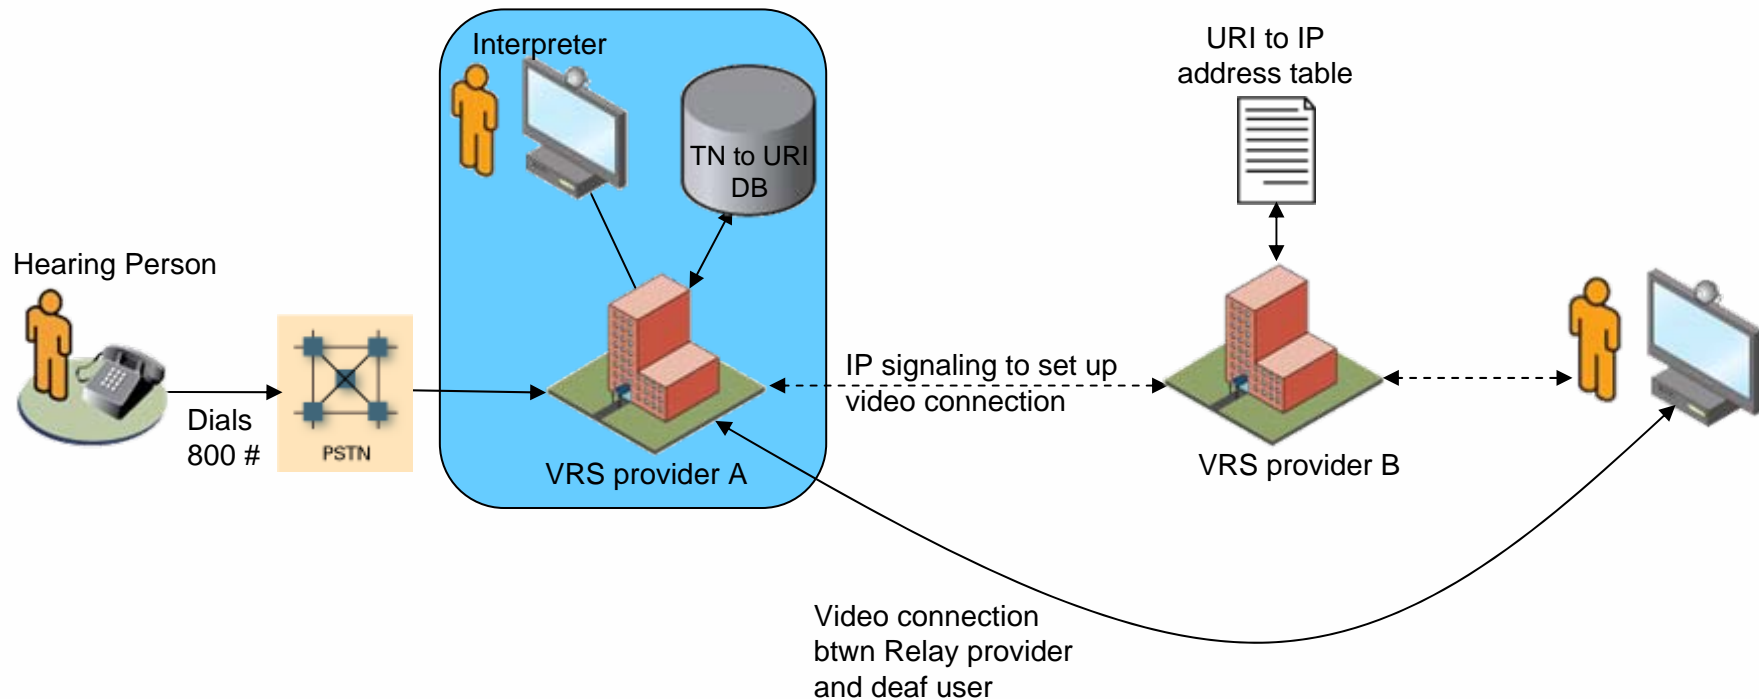 Interpreter
TN to URI
DB
URI to IP
address table
Hearing Person
Dials
800 #
PSTN
VRS provider A
IP signaling to set up
video connection
VRS provider B
Video connection
btwn Relay provider
and deaf user